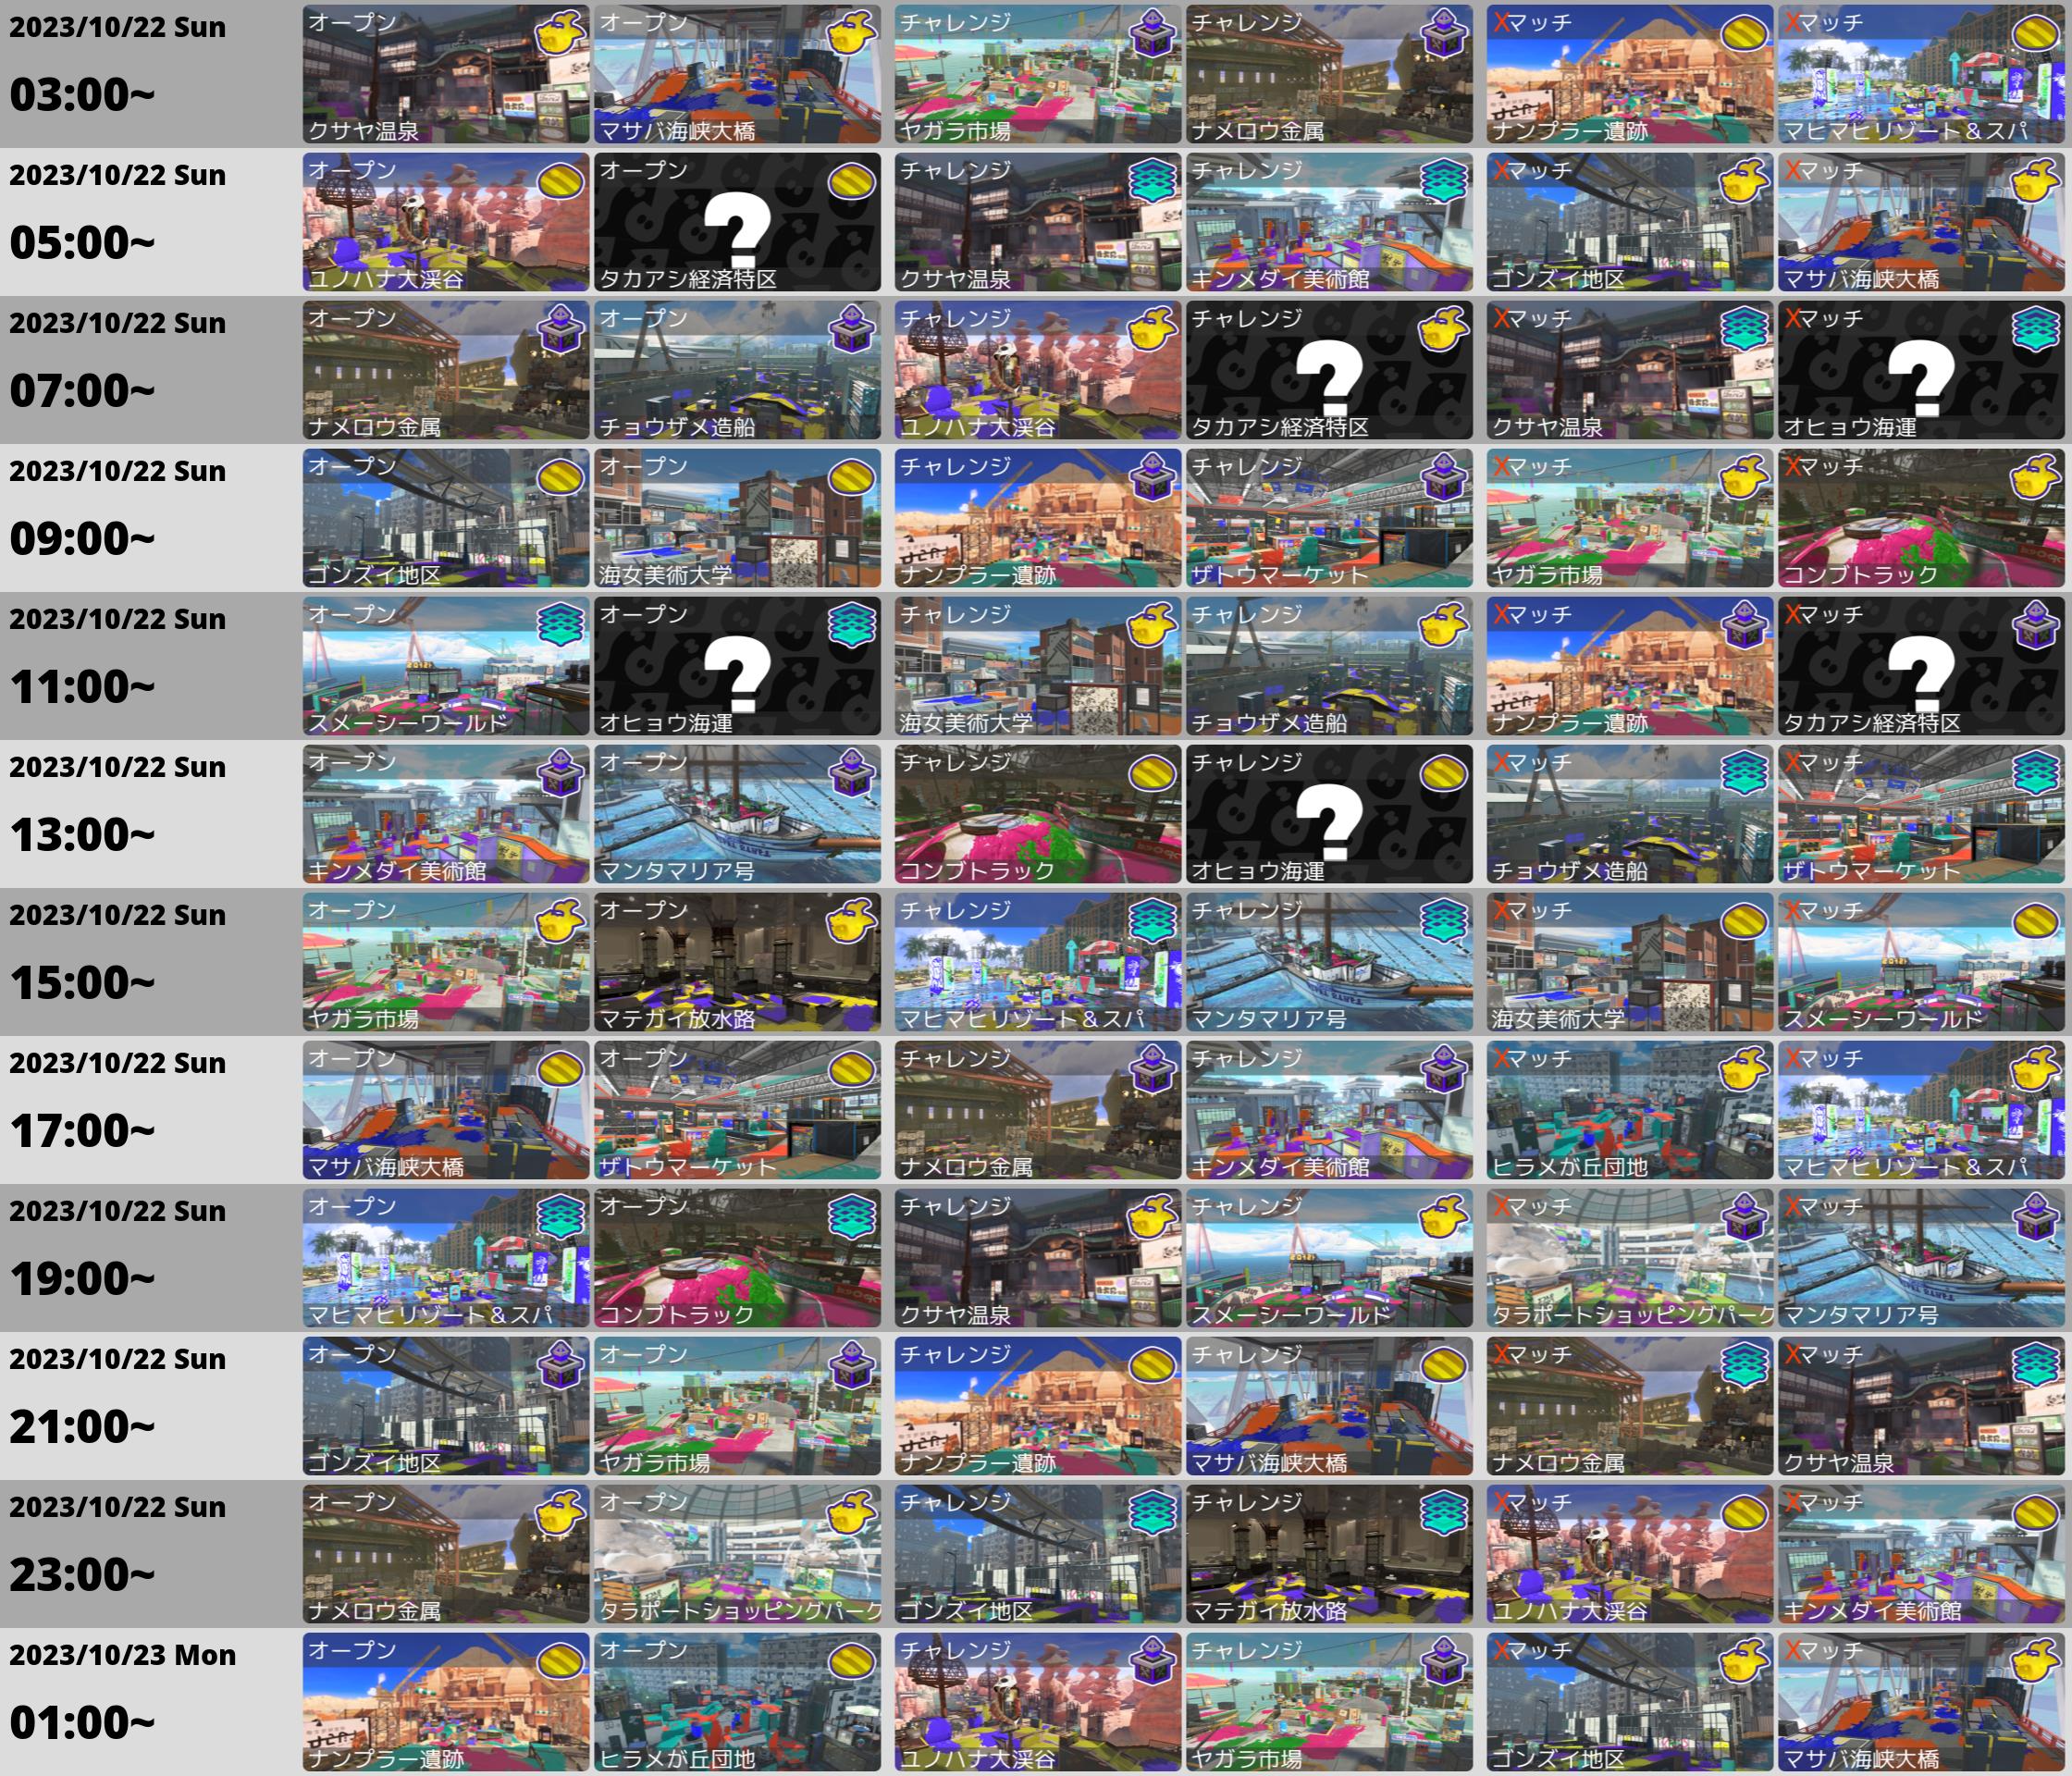 2023/10/22 Sun
03:00~
オープン
クサヤ温泉
オープン
マサバ海峡大橋
チャレンジ
ヤガラ市場
チャレンジ
ナメロウ金属
Xマッチ
ナンプラー遺跡
Xマッチ
マヒマヒリゾート＆スパ
2023/10/22 Sun
05:00~
オープン
ユノハナ大渓谷
オープン
?
タカアシ経済特区
チャレンジ
クサヤ温泉
チャレンジ
キンメダイ美術館
Xマッチ
ゴンズイ地区
Xマッチ
マサバ海峡大橋
2023/10/22 Sun
07:00~
オープン
ナメロウ金属
オープン
チョウザメ造船
チャレンジ
ユノハナ大渓谷
チャレンジ
?
タカアシ経済特区
Xマッチ
クサヤ温泉
Xマッチ
?
オヒョウ海運
2023/10/22 Sun
09:00~
オープン
ゴンズイ地区
オープン
海女美術大学
チャレンジ
ナンプラー遺跡
チャレンジ
ザトウマーケット
Xマッチ
ヤガラ市場
Xマッチ
コンブトラック
2023/10/22 Sun
11:00~
オープン
スメーシーワールド
オープン
?
オヒョウ海運
チャレンジ
海女美術大学
チャレンジ
チョウザメ造船
Xマッチ
ナンプラー遺跡
Xマッチ
?
タカアシ経済特区
2023/10/22 Sun
13:00~
オープン
キンメダイ美術館
オープン
マンタマリア号
チャレンジ
コンブトラック
チャレンジ
?
オヒョウ海運
Xマッチ
チョウザメ造船
Xマッチ
ザトウマーケット
2023/10/22 Sun
15:00~
オープン
ヤガラ市場
オープン
マテガイ放水路
チャレンジ
マヒマヒリゾート＆スパ
チャレンジ
マンタマリア号
Xマッチ
海女美術大学
Xマッチ
スメーシーワールド
2023/10/22 Sun
17:00~
オープン
マサバ海峡大橋
オープン
ザトウマーケット
チャレンジ
ナメロウ金属
チャレンジ
キンメダイ美術館
Xマッチ
ヒラメが丘団地
Xマッチ
マヒマヒリゾート＆スパ
2023/10/22 Sun
19:00~
オープン
マヒマヒリゾート＆スパ
オープン
コンブトラック
チャレンジ
クサヤ温泉
チャレンジ
スメーシーワールド
Xマッチ
タラポートショッピングパーク
Xマッチ
マンタマリア号
2023/10/22 Sun
21:00~
オープン
ゴンズイ地区
オープン
ヤガラ市場
チャレンジ
ナンプラー遺跡
チャレンジ
マサバ海峡大橋
Xマッチ
ナメロウ金属
Xマッチ
クサヤ温泉
2023/10/22 Sun
23:00~
オープン
ナメロウ金属
オープン
タラポートショッピングパーク
チャレンジ
ゴンズイ地区
チャレンジ
マテガイ放水路
Xマッチ
ユノハナ大渓谷
Xマッチ
キンメダイ美術館
2023/10/23 Mon
01:00~
オープン
ナンプラー遺跡
オープン
ヒラメが丘団地
チャレンジ
ユノハナ大渓谷
チャレンジ
ヤガラ市場
Xマッチ
ゴンズイ地区
Xマッチ
マサバ海峡大橋